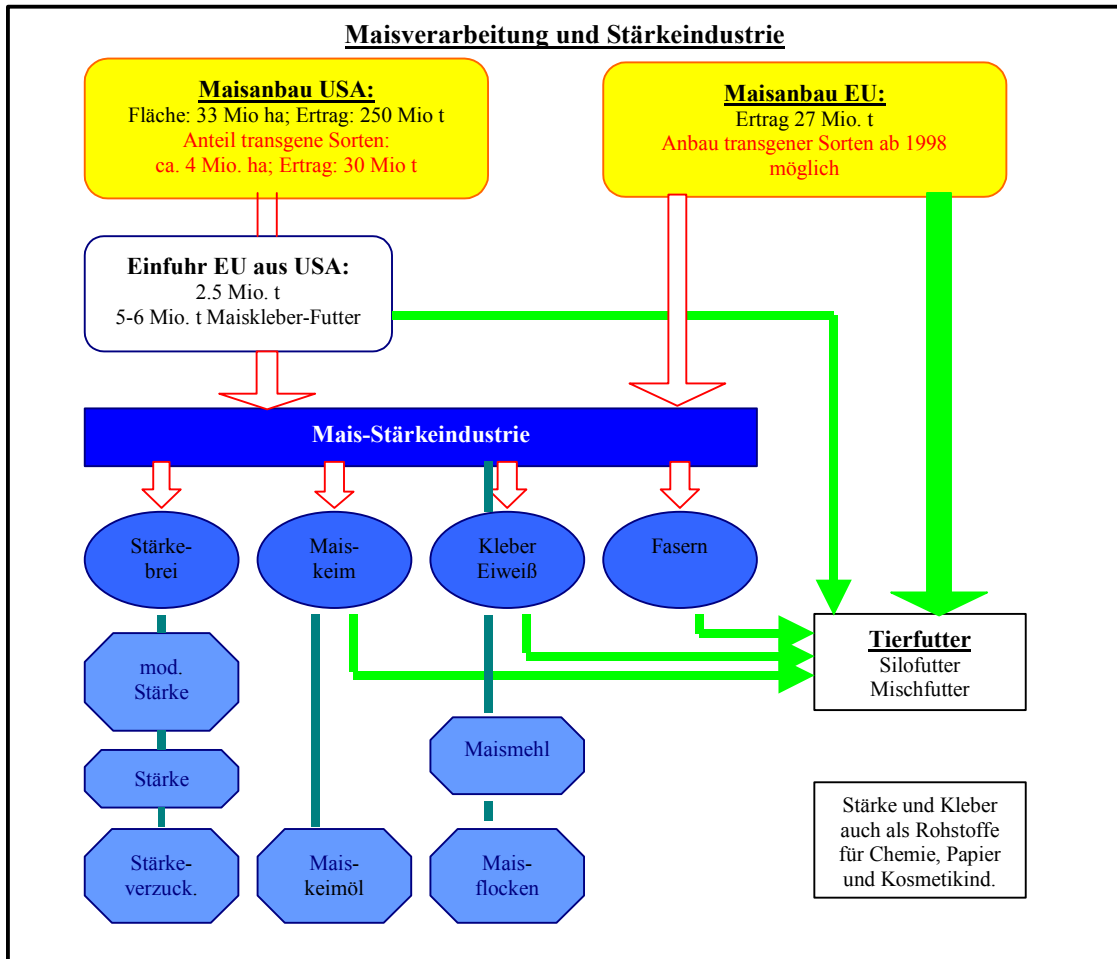 Maisverarbeitung und Stärkeindustrie
Maisanbau USA:
Fläche: 33 Mio ha; Ertrag: 250 Mio t
Anteil transgene Sorten:
ca. 4 Mio. ha; Ertrag: 30 Mio t
Maisanbau EU:
Ertrag 27 Mio. t
Anbau transgener Sorten ab 1998
möglich
Einfuhr EU aus USA:
2.5 Mio. t
5-6 Mio. t Maiskleber-Futter
Mais-Stärkeindustrie
Stärke-
brei
Mais-
keim
Kleber
Eiweiß
Fasern
Tierfutter
Silofutter
Mischfutter
mod.
Stärke
Maismehl
Stärke
Stärke-
verzuck.
Mais-
keimöl
Mais-
flocken
Stärke und Kleber
auch als Rohstoffe
für Chemie, Papier
und Kosmetikind.